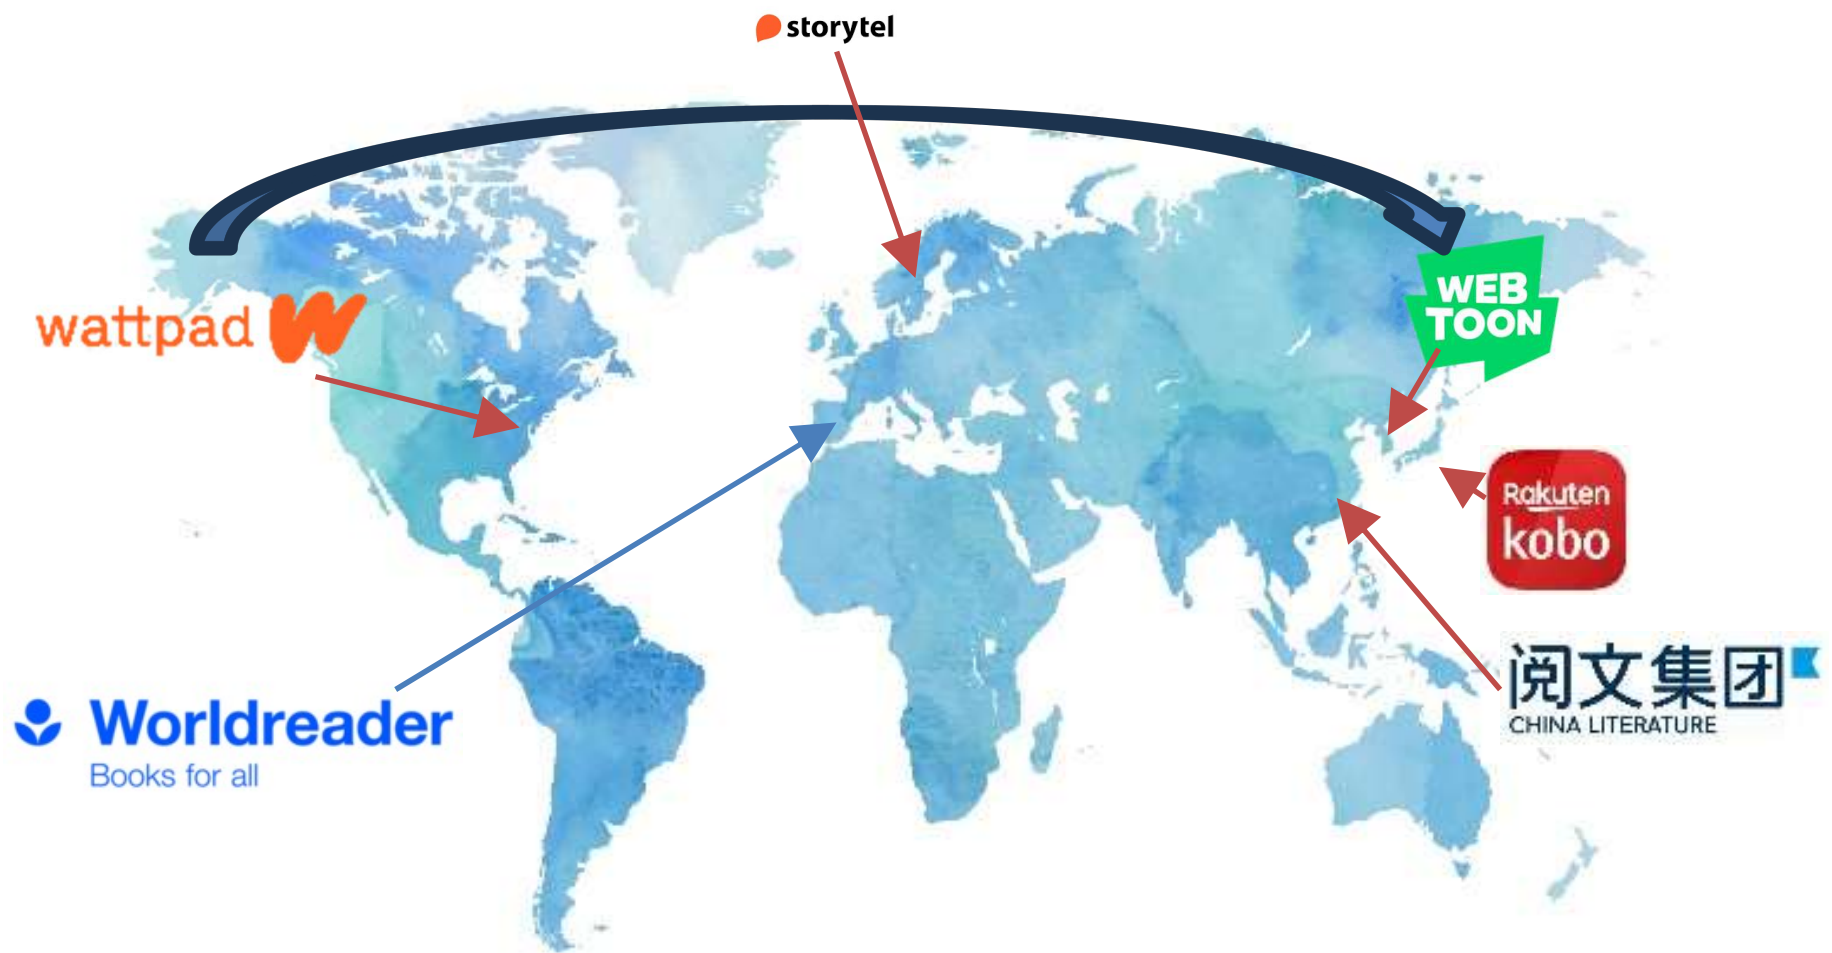 storytel
wattpad
WEB
TOON
Rakuten
kobo
阅文集团
CHINA LITERATURE
Worldreader
Books for all